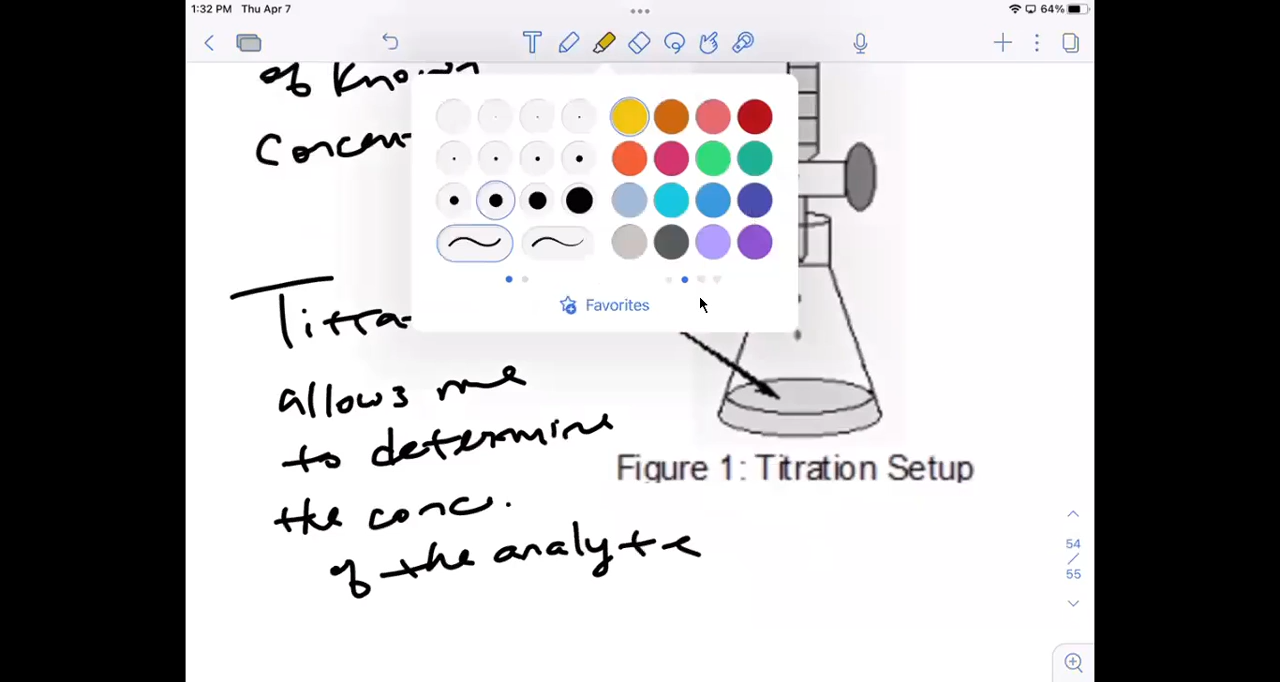 1:32 PM Thu Apr 7
64%
of Known
Concen
Favorites
Titra-
allows me
to determine
the conc.
of the analyte
Figure 1: Titration Setup
54
55